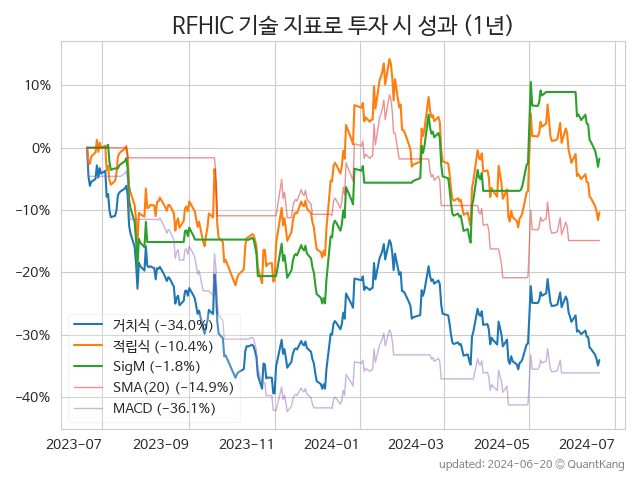 RFHIC 기술 지표로 투자 시 성과 (1년)
10%
0%
−10%
−20%
−30%
−40%
거치식 (−34.0%)
적립식 (−10.4%)
SigM (−1.8%)
SMA(20) (−14.9%)
MACD (−36.1%)
2023−07
2023−09
2023−11
2024−01
2024−03
2024−05
2024−07
updated: 2024−06−20 © QuantKang